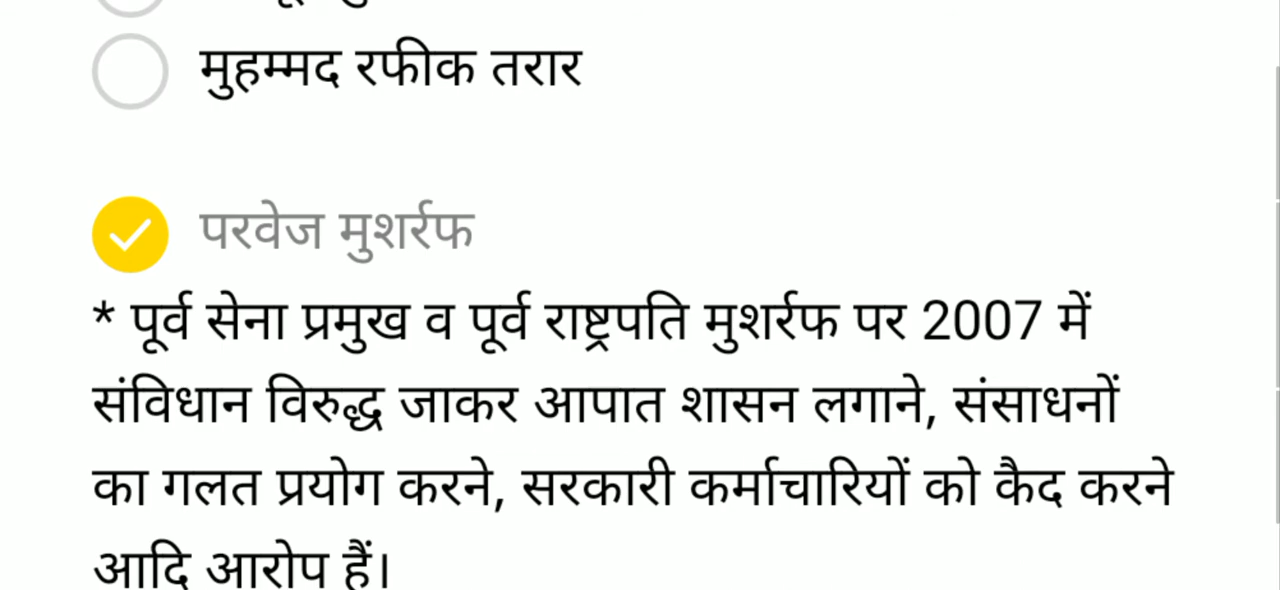 मुहम्मद रफीक तरार
परवेज मुशर्रफ
* पूर्व सेना प्रमुख व पूर्व राष्ट्रपति मुशर्रफ पर 2007 में
संविधान विरुद्ध जाकर आपात शासन लगाने, संसाधनों
का गलत प्रयोग करने, सरकारी कर्माचारियों को कैद करने
आदि आरोप हैं।